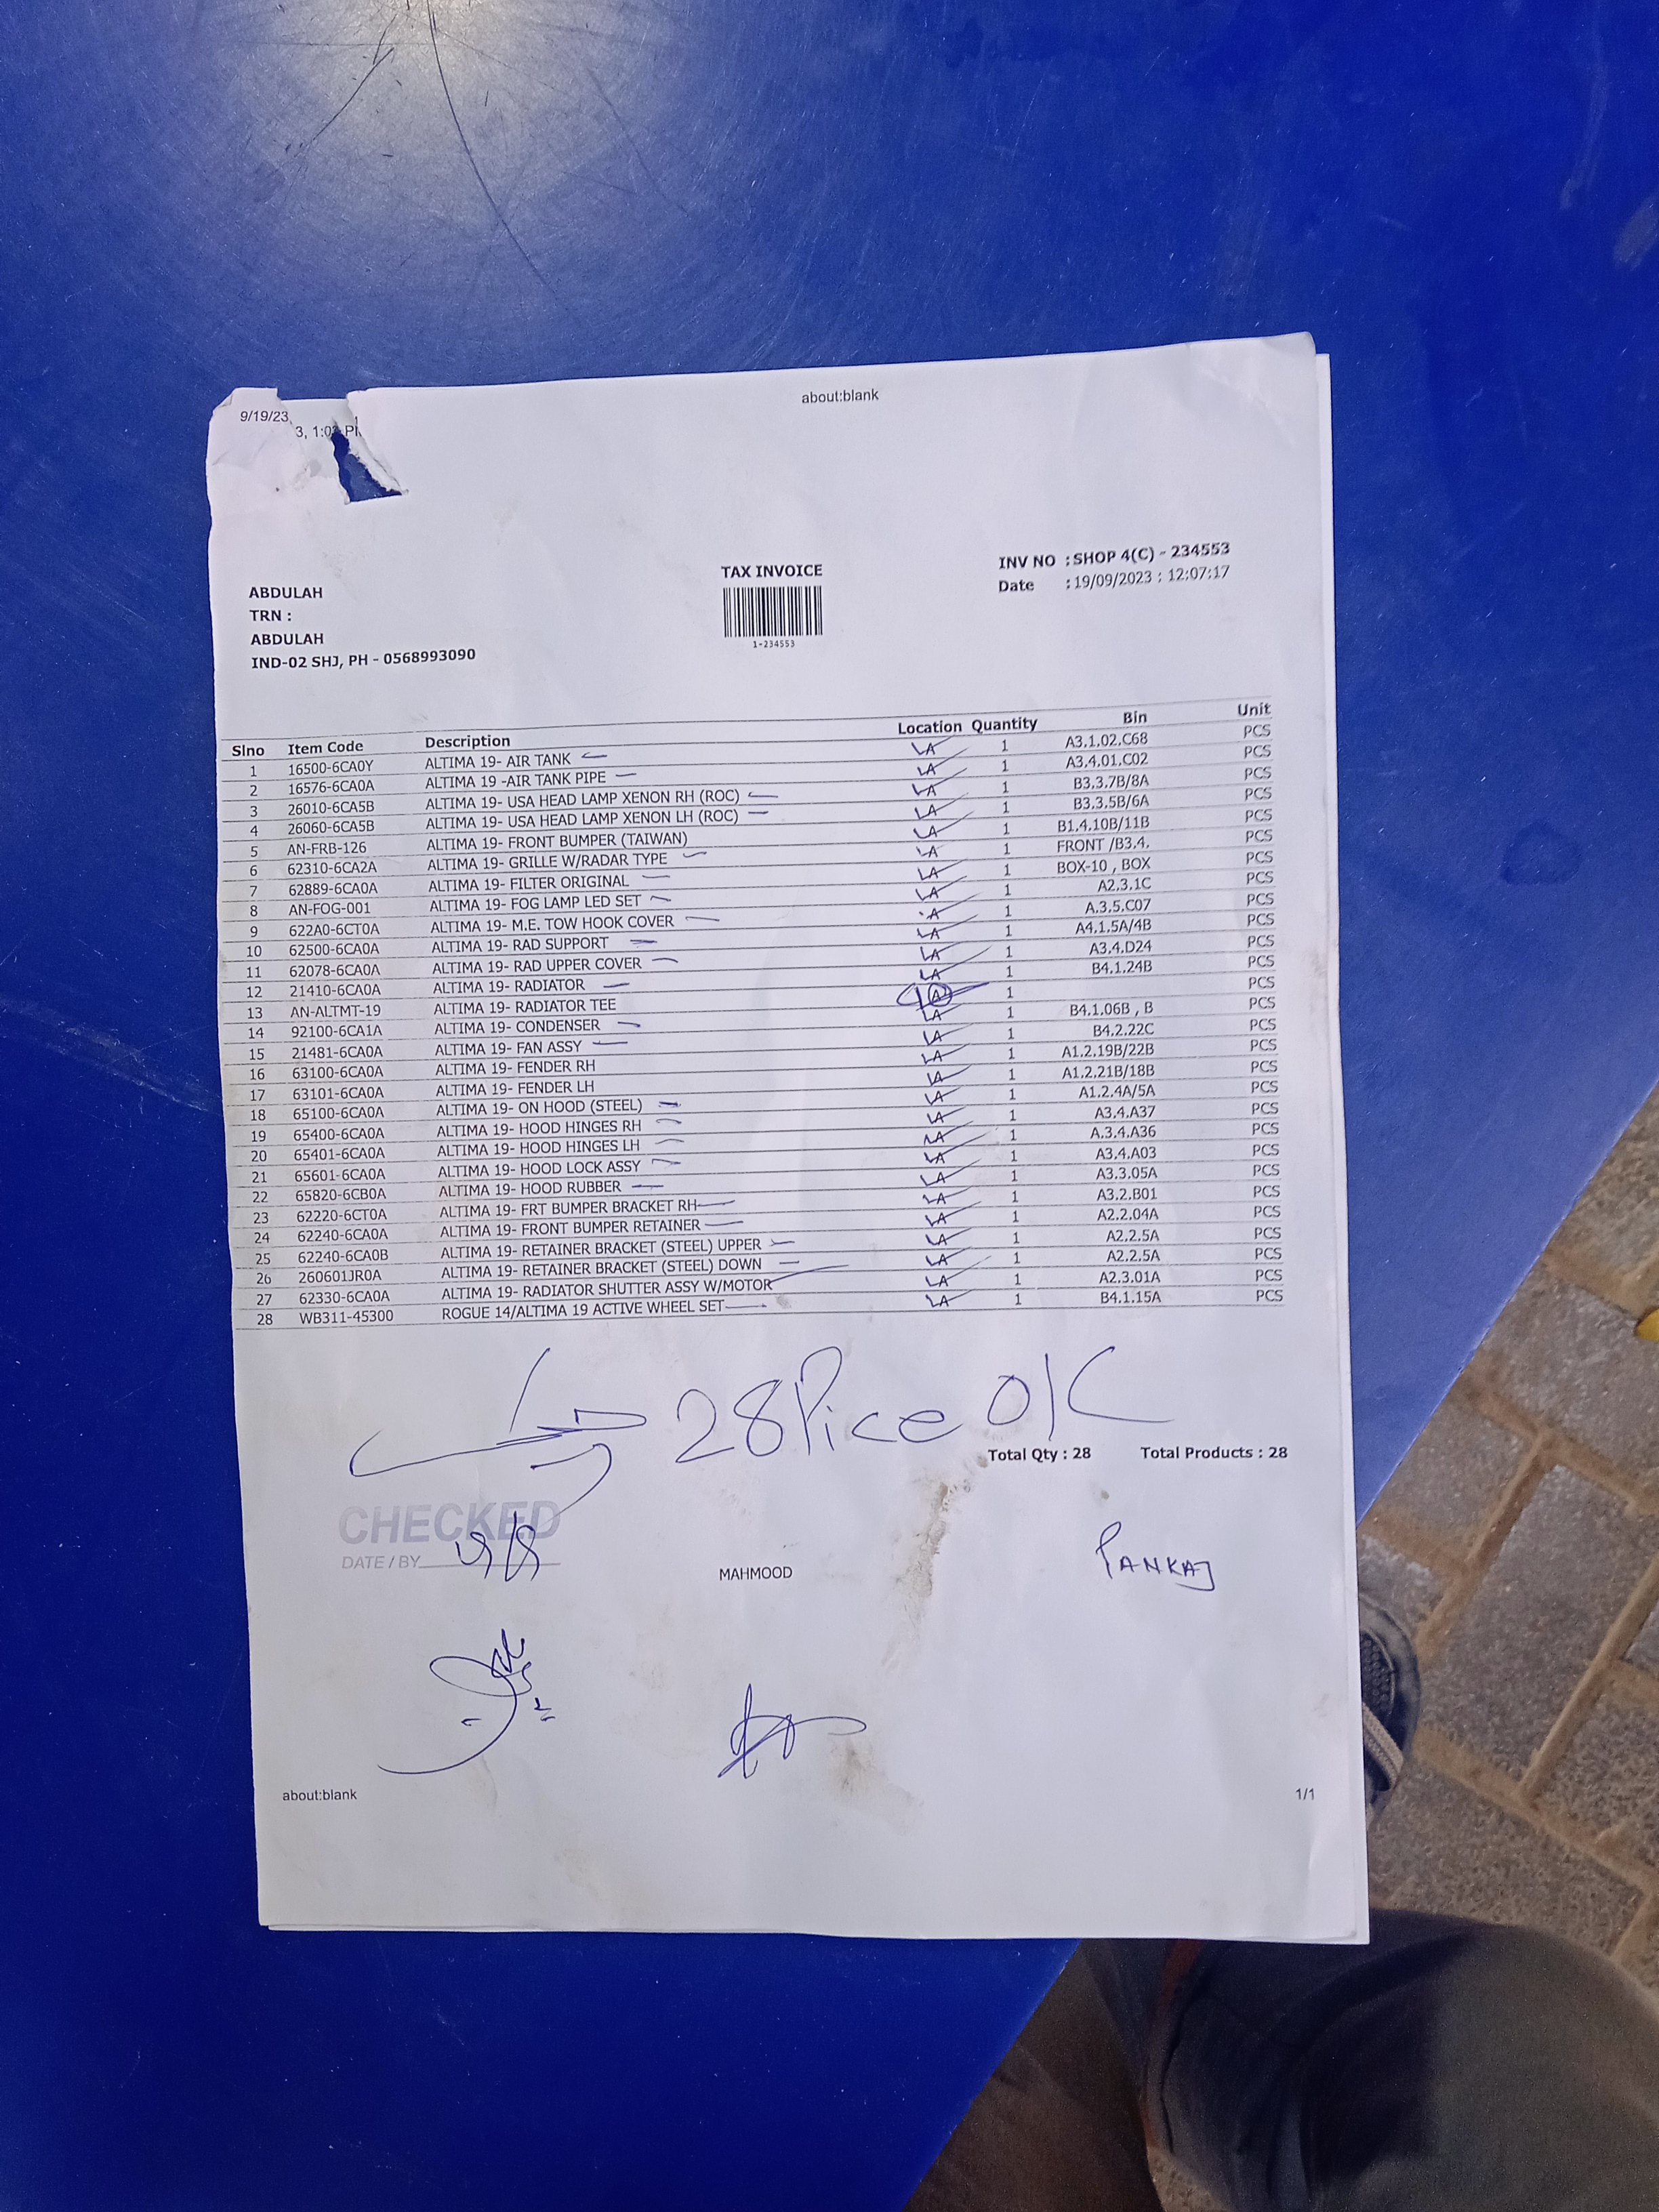 about:blank
9/19/23
3, 1:0
TAX INVOICE
1-234553
INV NO : SHOP 4(C) - 234553
Date : 19/09/2023 : 12:07:17
ABDULAH
TRN :
ABDULAH
IND-02 SHJ, PH - 0568993090
Slno Item Code Description Location Quantity Bin Unit
1 16500-6CA0Y ALTIMA 19- AIR TANK A 1 A3.1.02.C68 PCS
2 16576-6CA0A ALTIMA 19 -AIR TANK PIPE A 1 A3.4.01.C02 PCS
3 26010-6CA5B ALTIMA 19- USA HEAD LAMP XENON RH (ROC) A 1 B3.3.7B/8A PCS
4 26060-6CA5B ALTIMA 19- USA HEAD LAMP XENON LH (ROC) A 1 B3.3.5B/6A PCS
5 AN-FRB-126 ALTIMA 19- FRONT BUMPER (TAIWAN) A 1 B1.4.10B/11B PCS
6 62310-6CA2A ALTIMA 19- GRILLE W/RADAR TYPE A 1 FRONT /B3.4. PCS
7 62889-6CA0A ALTIMA 19- FILTER ORIGINAL A 1 BOX-10 , BOX PCS
8 AN-FOG-001 ALTIMA 19- FOG LAMP LED SET A 1 A2.3.1C PCS
9 622A0-6CT0A ALTIMA 19- M.E. TOW HOOK COVER A 1 A.3.5.C07 PCS
10 62500-6CA0A ALTIMA 19- RAD SUPPORT A 1 A4.1.5A/4B PCS
11 62078-6CA0A ALTIMA 19- RAD UPPER COVER A 1 A3.4.D24 PCS
12 21410-6CA0A ALTIMA 19- RADIATOR A 1 B4.1.24B PCS
13 AN-ALTMT-19 ALTIMA 19- RADIATOR TEE A 1 PCS
14 92100-6CA1A ALTIMA 19- CONDENSER A 1 B4.1.06B , B PCS
15 21481-6CA0A ALTIMA 19- FAN ASSY A 1 B4.2.22C PCS
16 63100-6CA0A ALTIMA 19- FENDER RH A 1 A1.2.19B/22B PCS
17 63101-6CA0A ALTIMA 19- FENDER LH A 1 A1.2.21B/18B PCS
18 65100-6CA0A ALTIMA 19- ON HOOD (STEEL) A 1 A1.2.4A/5A PCS
19 65400-6CA0A ALTIMA 19- HOOD HINGES RH A 1 A3.4.A37 PCS
20 65401-6CA0A ALTIMA 19- HOOD HINGES LH A 1 A.3.4.A36 PCS
21 65601-6CA0A ALTIMA 19- HOOD LOCK ASSY A 1 A3.4.A03 PCS
22 65820-6CB0A ALTIMA 19- HOOD RUBBER A 1 A3.3.05A PCS
23 62220-6CT0A ALTIMA 19- FRT BUMPER BRACKET RH A 1 A3.2.B01 PCS
24 62240-6CA0A ALTIMA 19- FRONT BUMPER RETAINER A 1 A2.2.04A PCS
25 62240-6CA0B ALTIMA 19- RETAINER BRACKET (STEEL) UPPER A 1 A2.2.5A PCS
26 260601JR0A ALTIMA 19- RETAINER BRACKET (STEEL) DOWN A 1 A2.2.5A PCS
27 62330-6CA0A ALTIMA 19- RADIATOR SHUTTER ASSY W/MOTOR A 1 A2.3.01A PCS
28 WB311-45300 ROGUE 14/ALTIMA 19 ACTIVE WHEEL SET A 1 B4.1.15A PCS
28 Pice OK
Total Qty : 28 Total Products : 28
CHECKED
DATE / BY
MAHMOOD
PANKAJ
about:blank
1/1